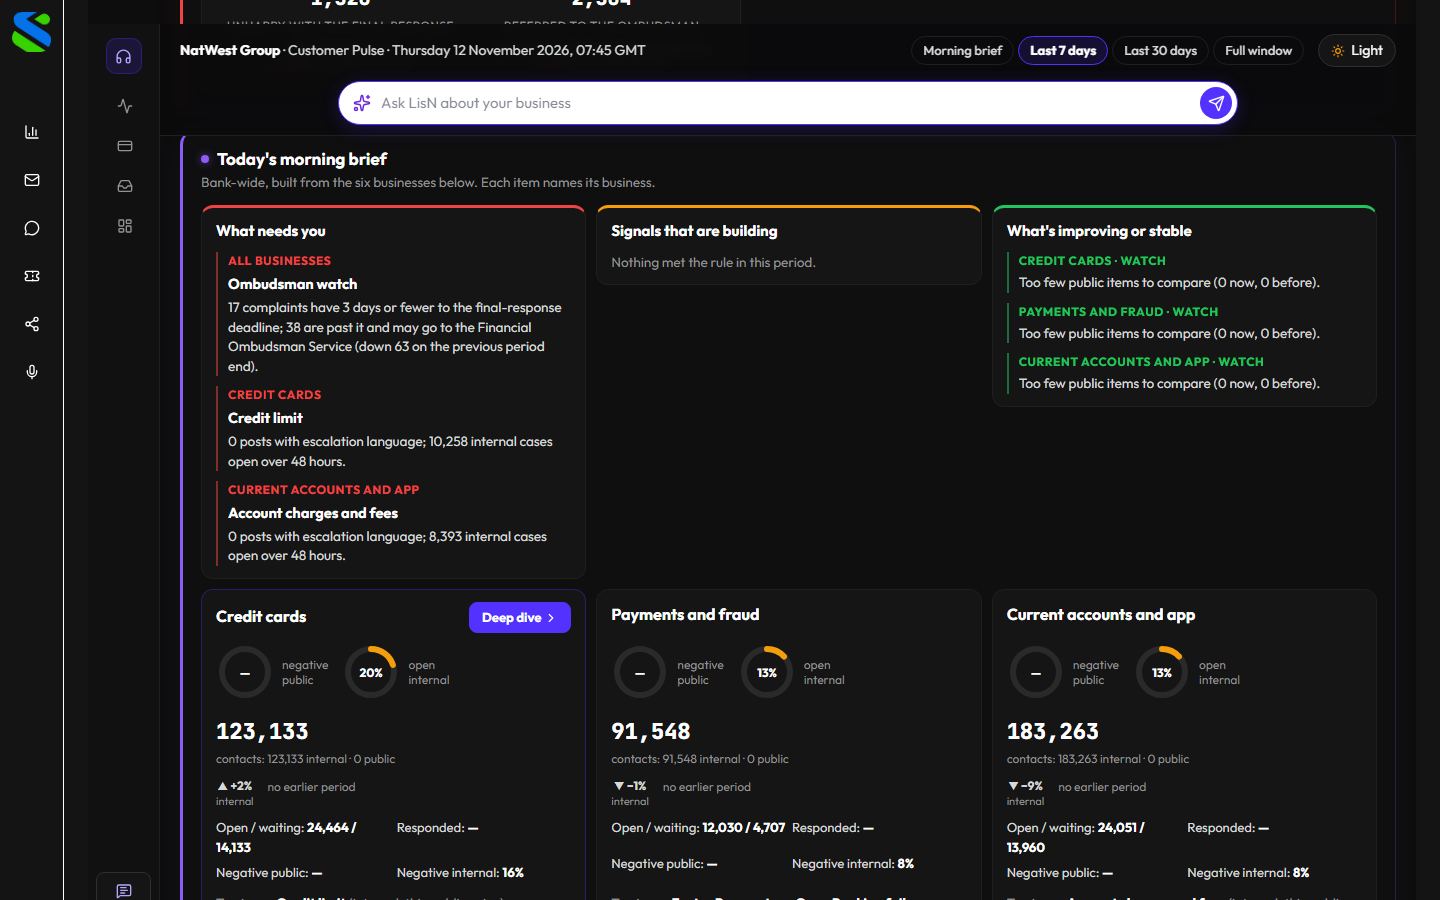 NatWest Group · Customer Pulse · Thursday 12 November 2026, 07:45 GMT
Morning brief
Last 7 days
Last 30 days
Full window
Light
Ask LisN about your business
Today's morning brief
Bank-wide, built from the six businesses below. Each item names its business.
What needs you
ALL BUSINESSES
Ombudsman watch
17 complaints have 3 days or fewer to the final-response
deadline; 38 are past it and may go to the Financial
Ombudsman Service (down 63 on the previous period
end).
CREDIT CARDS
Credit limit
0 posts with escalation language; 10,258 internal cases
open over 48 hours.
CURRENT ACCOUNTS AND APP
Account charges and fees
0 posts with escalation language; 8,393 internal cases
open over 48 hours.
Signals that are building
Nothing met the rule in this period.
What's improving or stable
CREDIT CARDS · WATCH
Too few public items to compare (0 now, 0 before).
PAYMENTS AND FRAUD · WATCH
Too few public items to compare (0 now, 0 before).
CURRENT ACCOUNTS AND APP · WATCH
Too few public items to compare (0 now, 0 before).
Credit cards
Deep dive
–
negative
public
20%
open
internal
123,133
contacts: 123,133 internal · 0 public
▲ +2% no earlier period
internal
Open / waiting: 24,464 /
14,133
Responded: –
Negative public: –
Negative internal: 16%
Payments and fraud
–
negative
public
13%
open
internal
91,548
contacts: 91,548 internal · 0 public
▼ −1% no earlier period
internal
Open / waiting: 12,030 / 4,707
Responded: –
Negative public: –
Negative internal: 8%
Current accounts and app
–
negative
public
13%
open
internal
183,263
contacts: 183,263 internal · 0 public
▼ −9% no earlier period
internal
Open / waiting: 24,051 /
13,960
Responded: –
Negative public: –
Negative internal: 8%